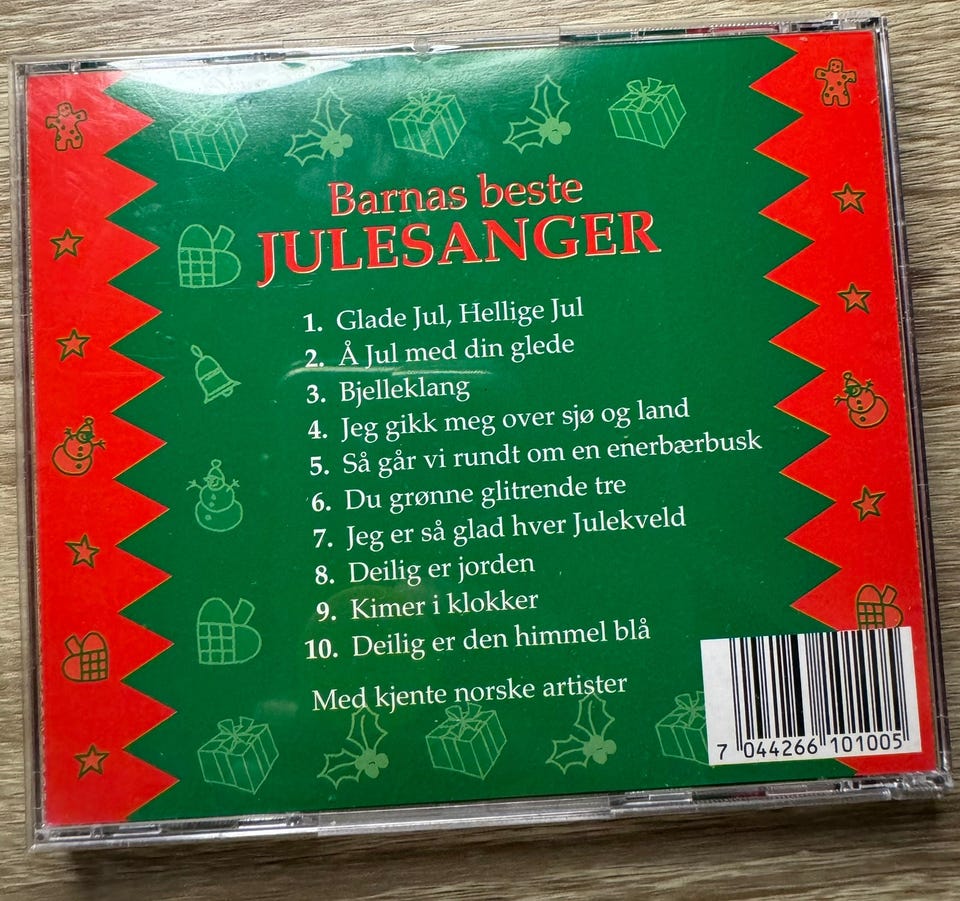 Barnas beste
JULESANGER
1. Glade Jul, Hellige Jul
2. Å Jul med din glede
3. Bjelleklang
4. Jeg gikk meg over sjø og land
5. Så går vi rundt om en enerbærbusk
6. Du grønne glitrende tre
7. Jeg er så glad hver Julekveld
8. Deilig er jorden
9. Kimer i klokker
10. Deilig er den himmel blå
Med kjente norske artister
7 044266 101005